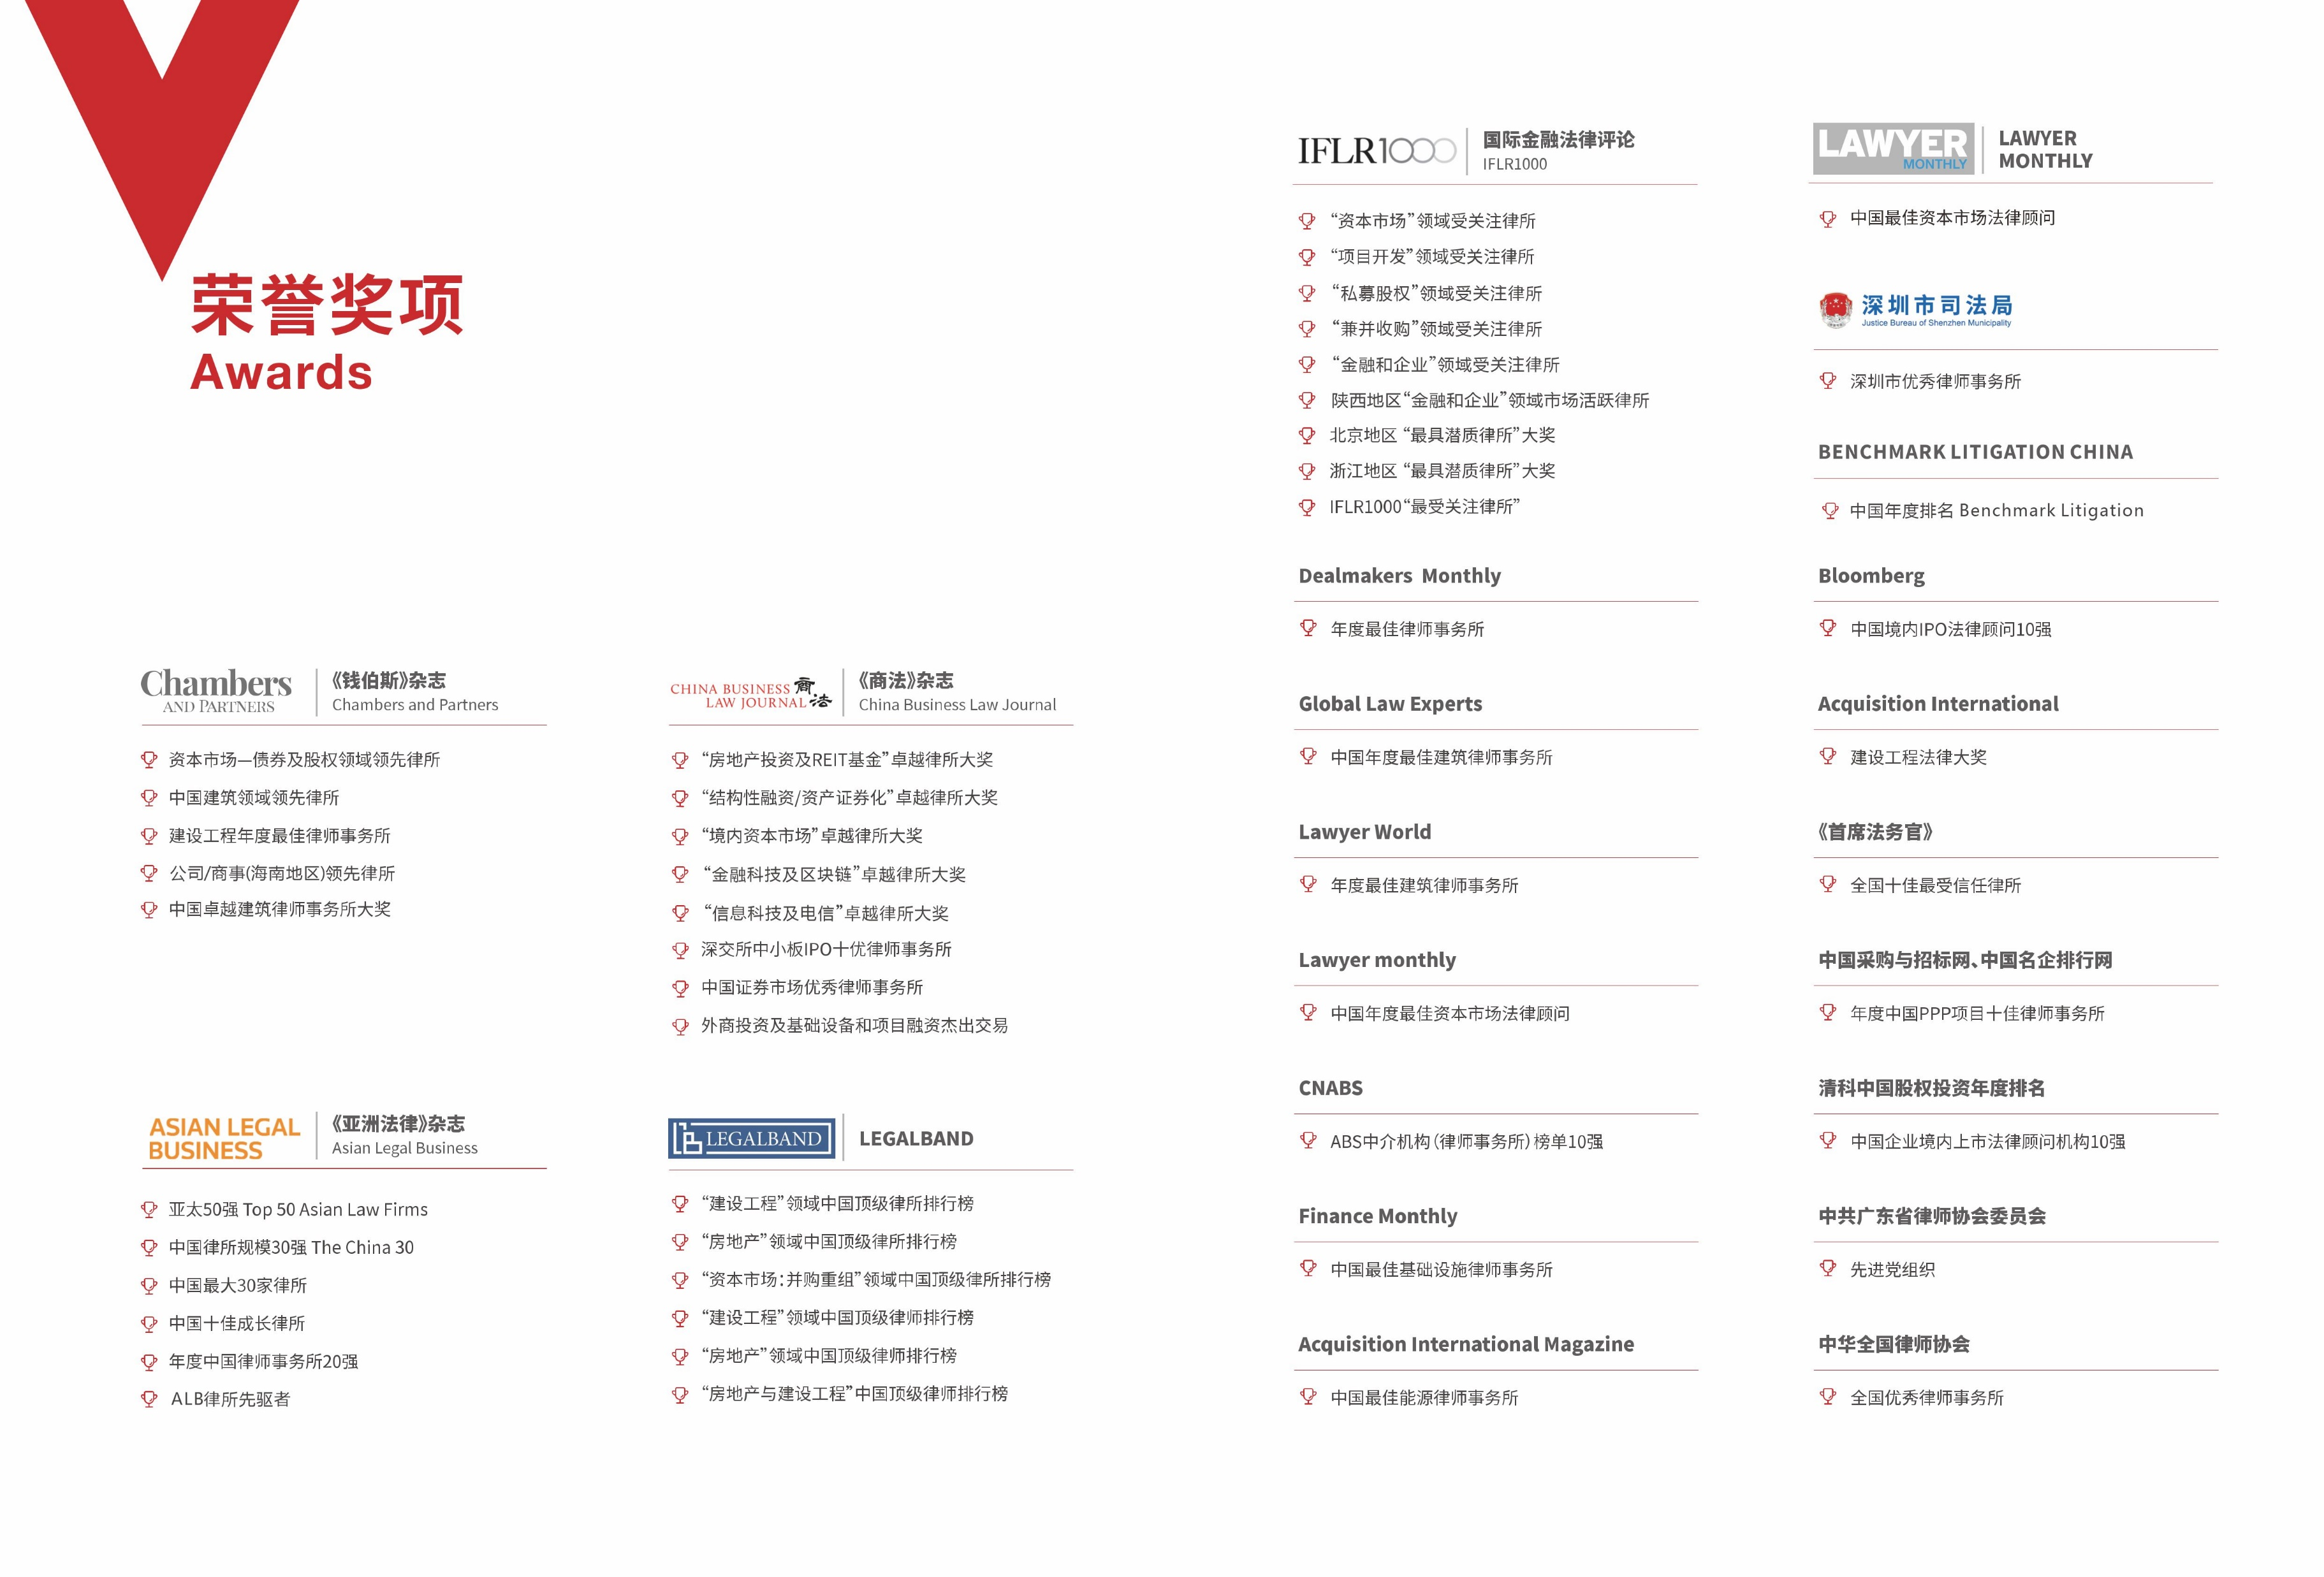 荣誉奖项
Awards
Chambers
AND PARTNERS
《钱伯斯》杂志
Chambers and Partners
资本市场—债券及股权领域领先律所
中国建筑领域领先律所
建设工程年度最佳律师事务所
公司/商事(海南地区)领先律所
中国卓越建筑律师事务所大奖
CHINA BUSINESS 商
LAW JOURNAL 法
《商法》杂志
China Business Law Journal
“房地产投资及REIT基金”卓越律所大奖
“结构性融资/资产证券化”卓越律所大奖
“境内资本市场”卓越律所大奖
“金融科技及区块链”卓越律所大奖
“信息科技及电信”卓越律所大奖
深交所中小板IPO十优律师事务所
中国证券市场优秀律师事务所
外商投资及基础设备和项目融资杰出交易
ASIAN LEGAL
BUSINESS
《亚洲法律》杂志
Asian Legal Business
亚太50强 Top 50 Asian Law Firms
中国律所规模30强 The China 30
中国最大30家律所
中国十佳成长律所
年度中国律师事务所20强
ALB律所先驱者
LEGALBAND
LEGALBAND
“建设工程”领域中国顶级律所排行榜
“房地产”领域中国顶级律所排行榜
“资本市场：并购重组”领域中国顶级律所排行榜
“建设工程”领域中国顶级律师排行榜
“房地产”领域中国顶级律师排行榜
“房地产与建设工程”中国顶级律师排行榜
IFLR1000
国际金融法律评论
IFLR1000
“资本市场”领域受关注律所
“项目开发”领域受关注律所
“私募股权”领域受关注律所
“兼并收购”领域受关注律所
“金融和企业”领域受关注律所
陕西地区“金融和企业”领域市场活跃律所
北京地区 “最具潜质律所”大奖
浙江地区 “最具潜质律所”大奖
IFLR1000“最受关注律所”
Dealmakers Monthly
年度最佳律师事务所
Global Law Experts
中国年度最佳建筑律师事务所
Lawyer World
年度最佳建筑律师事务所
Lawyer monthly
中国年度最佳资本市场法律顾问
CNABS
ABS中介机构（律师事务所）榜单10强
Finance Monthly
中国最佳基础设施律师事务所
Acquisition International Magazine
中国最佳能源律师事务所
LAWYER
MONTHLY
LAWYER
MONTHLY
中国最佳资本市场法律顾问
深圳市司法局
Justice Bureau of Shenzhen Municipality
深圳市优秀律师事务所
BENCHMARK LITIGATION CHINA
中国年度排名 Benchmark Litigation
Bloomberg
中国境内IPO法律顾问10强
Acquisition International
建设工程法律大奖
《首席法务官》
全国十佳最受信任律所
中国采购与招标网、中国名企排行网
年度中国PPP项目十佳律师事务所
清科中国股权投资年度排名
中国企业境内上市法律顾问机构10强
中共广东省律师协会委员会
先进党组织
中华全国律师协会
全国优秀律师事务所